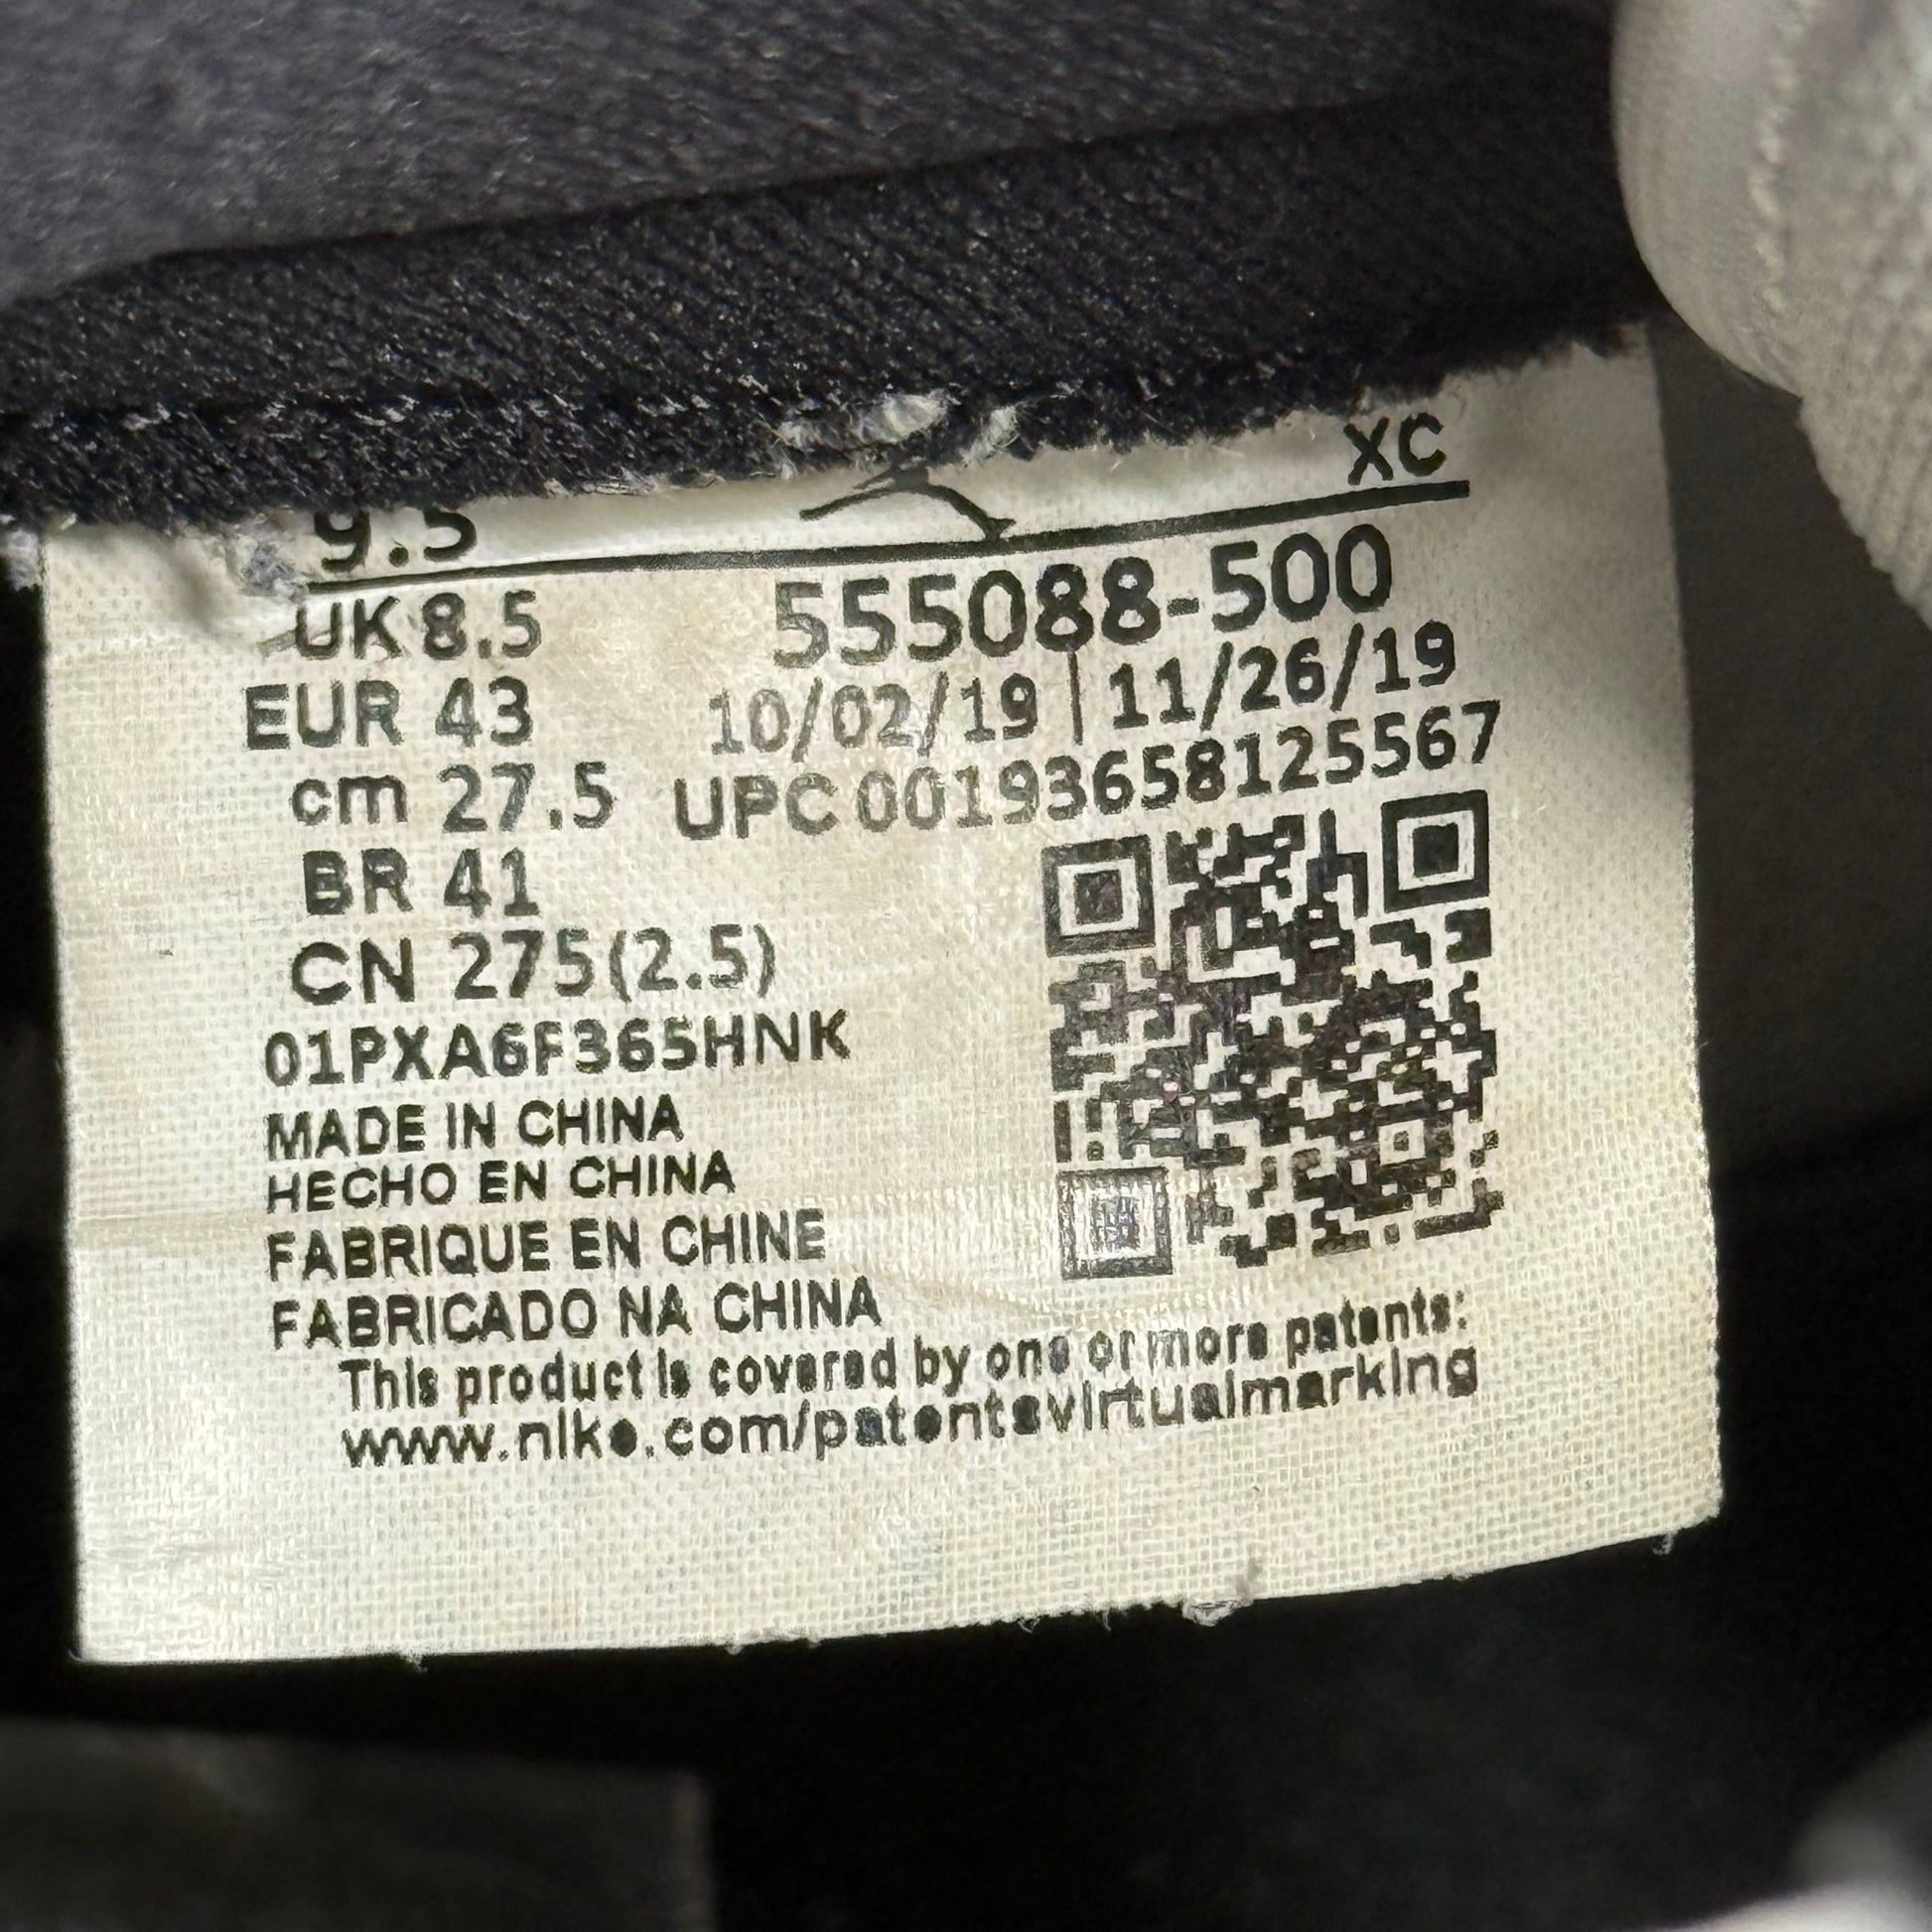 XC
9.5
UK 8.5
555088-500
EUR 43
10/02/19 | 11/26/19
cm 27.5
UPC 00193658125567
BR 41
CN 275(2.5)
01PXA6F365HNK
MADE IN CHINA
HECHO EN CHINA
FABRIQUE EN CHINE
FABRICADO NA CHINA
This product is covered by one or more patents:
www.nike.com/patentsvirtualmarking